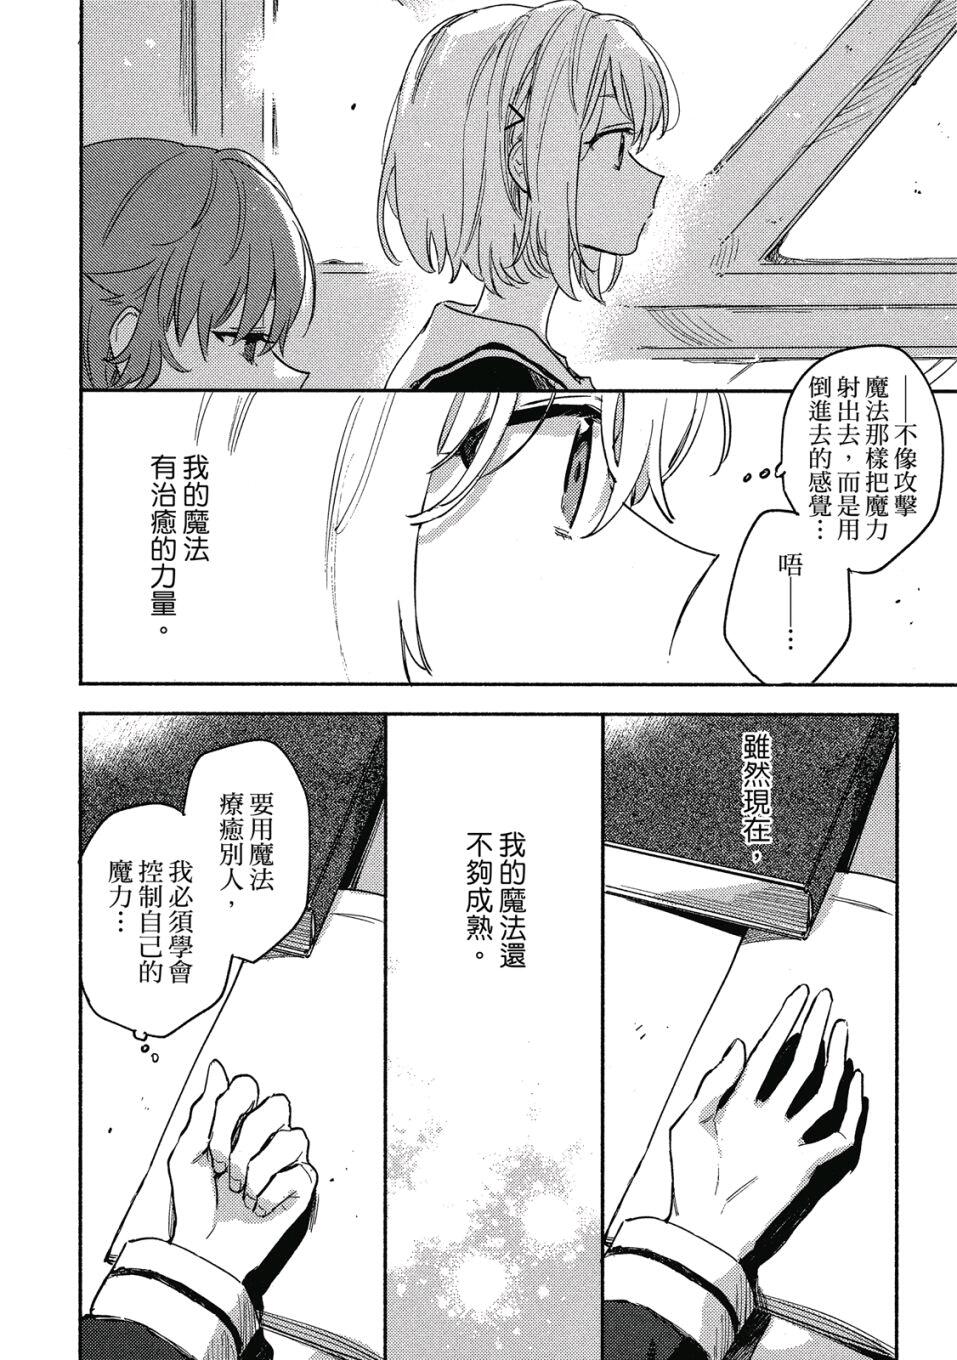 ——不像攻擊
魔法那樣把魔力
射出去，而是用
倒進去的感覺…
唔——…
我的魔法
有治癒的力量。
雖然現在，
我的魔法還
不夠成熟。
要用魔法
療癒別人，
我必須學會
控制自己的
魔力…